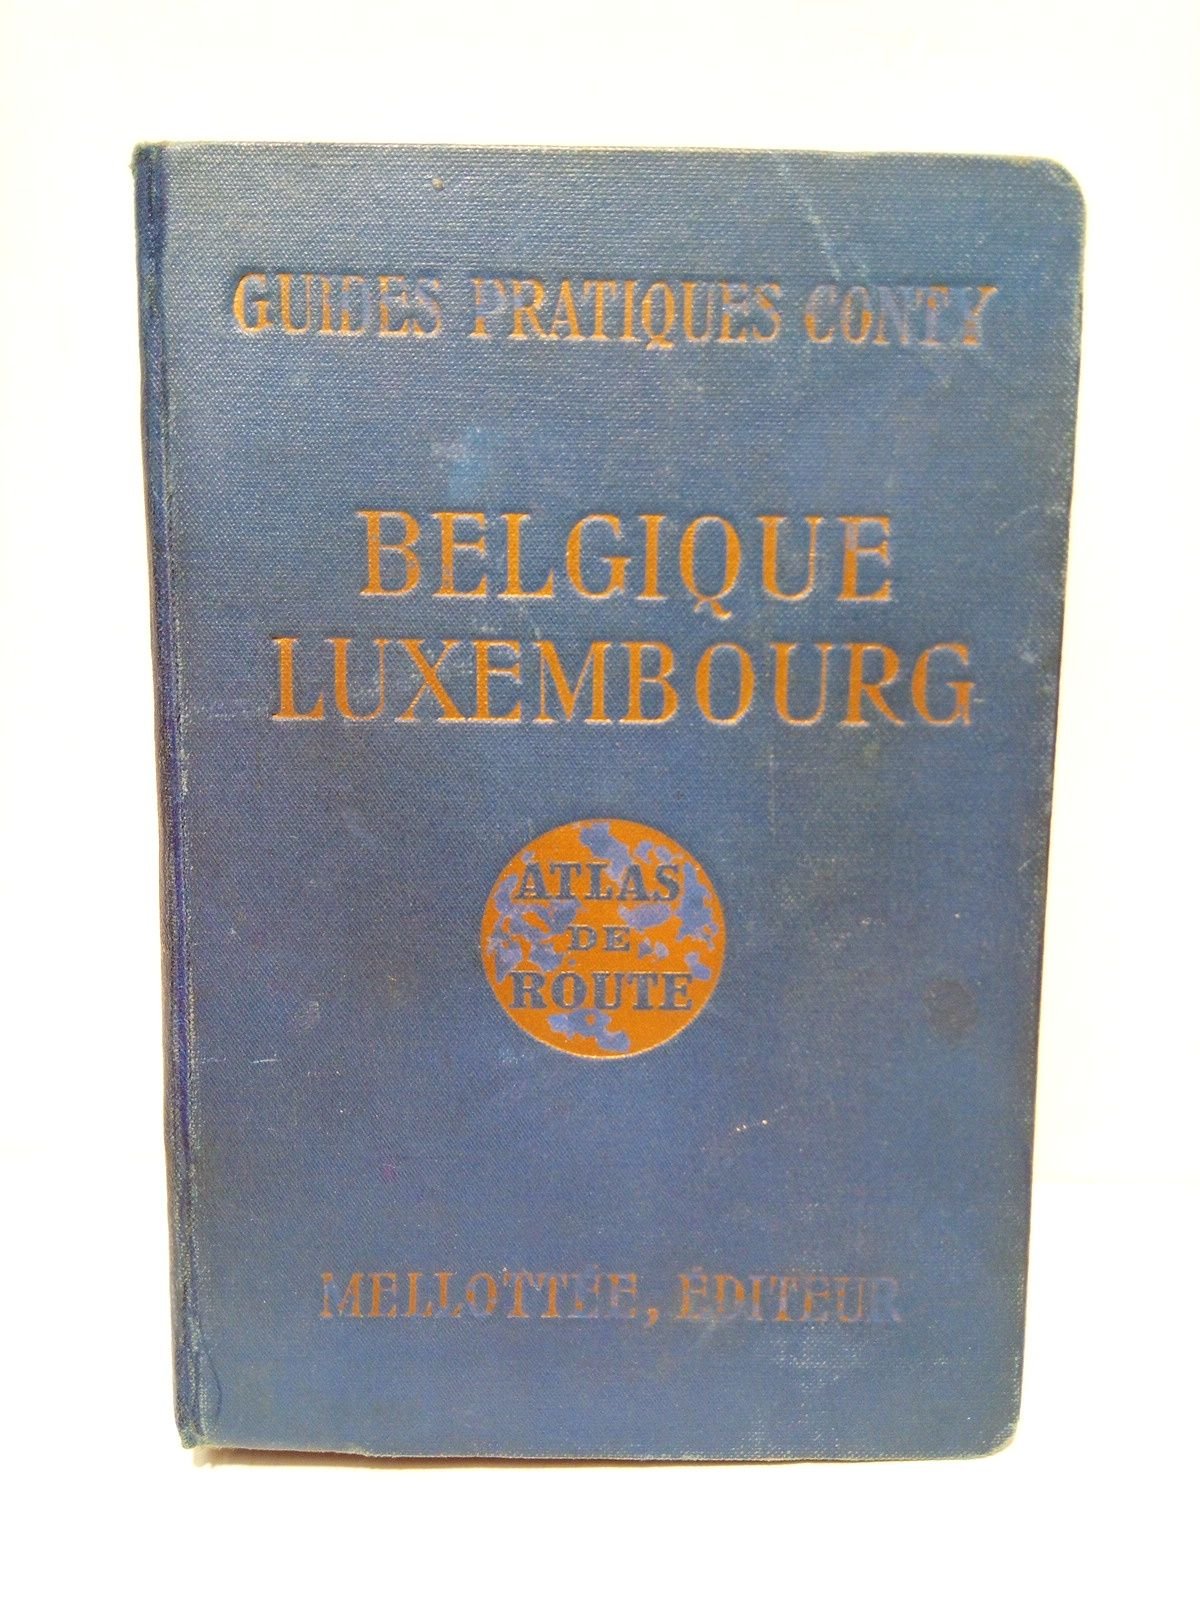 GUIDES PRATIQUES CONTY
BELGIQUE
LUXEMBOURG
ATLAS
DE
ROUTE
MELLOTTÉE, ÉDITEUR